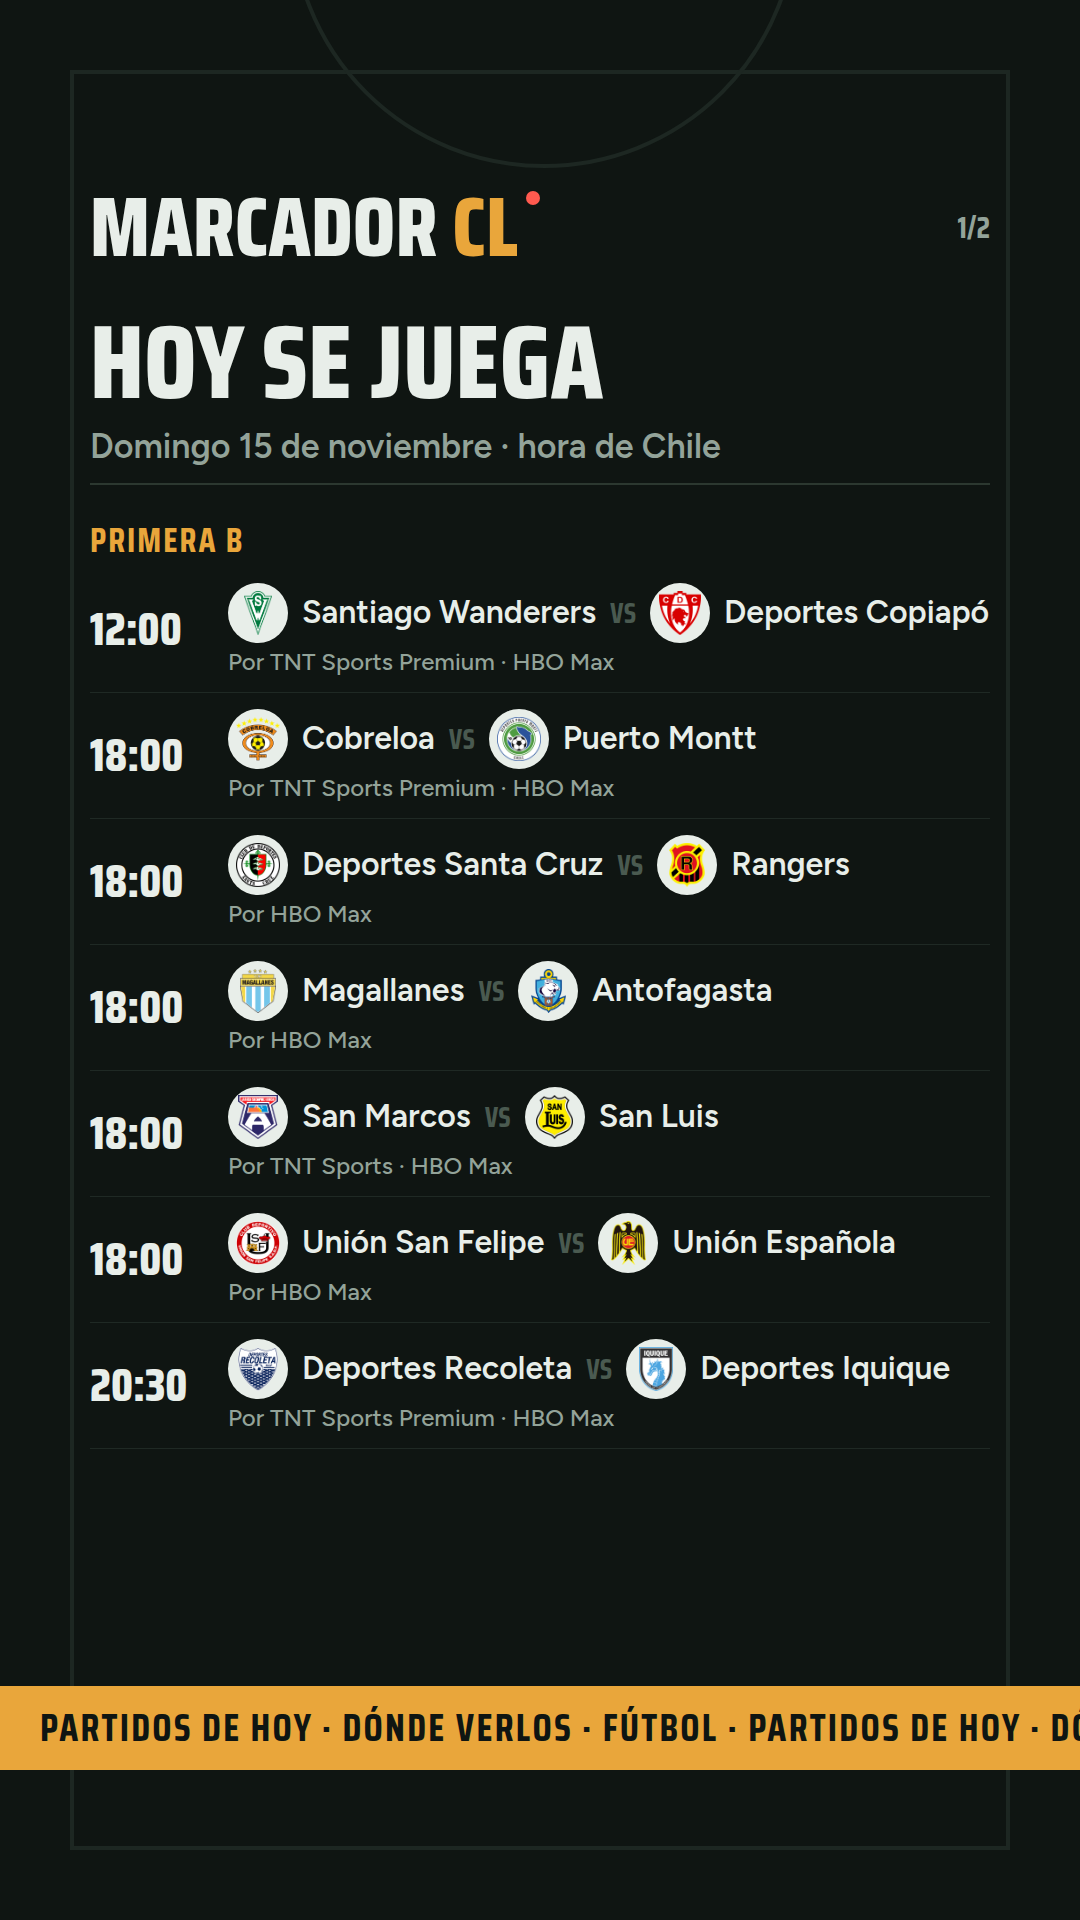 MARCADOR CL
1/2
HOY SE JUEGA
Domingo 15 de noviembre · hora de Chile
PRIMERA B
12:00 Santiago Wanderers VS Deportes Copiapó
Por TNT Sports Premium · HBO Max
18:00 Cobreloa VS Puerto Montt
Por TNT Sports Premium · HBO Max
18:00 Deportes Santa Cruz VS Rangers
Por HBO Max
18:00 Magallanes VS Antofagasta
Por HBO Max
18:00 San Marcos VS San Luis
Por TNT Sports · HBO Max
18:00 Unión San Felipe VS Unión Española
Por HBO Max
20:30 Deportes Recoleta VS Deportes Iquique
Por TNT Sports Premium · HBO Max
PARTIDOS DE HOY · DÓNDE VERLOS · FÚTBOL · PARTIDOS DE HOY · DÓ